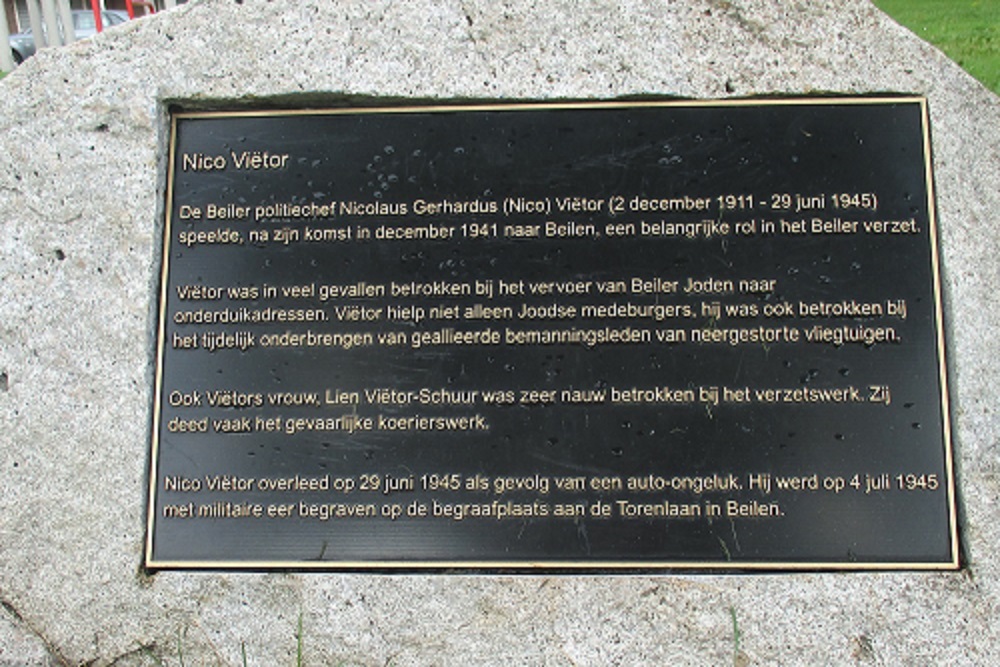 Nico Viëtor
De Beiler politiechef Nicolaus Gerhardus (Nico) Viëtor (2 december 1911 - 29 juni 1945)
speelde, na zijn komst in december 1941 naar Beilen, een belangrijke rol in het Beiler verzet.
Viëtor was in veel gevallen betrokken bij het vervoer van Beiler Joden naar
onderduikadressen. Viëtor hielp niet alleen Joodse medeburgers, hij was ook betrokken bij
het tijdelijk onderbrengen van geallieerde bemanningsleden van neergestorte vliegtuigen.
Ook Viëtors vrouw, Lien Viëtor-Schuur was zeer nauw betrokken bij het verzetswerk. Zij
deed vaak het gevaarlijke koerierswerk.
Nico Viëtor overleed op 29 juni 1945 als gevolg van een auto-ongeluk. Hij werd op 4 juli 1945
met militaire eer begraven op de begraafplaats aan de Torenlaan in Beilen.